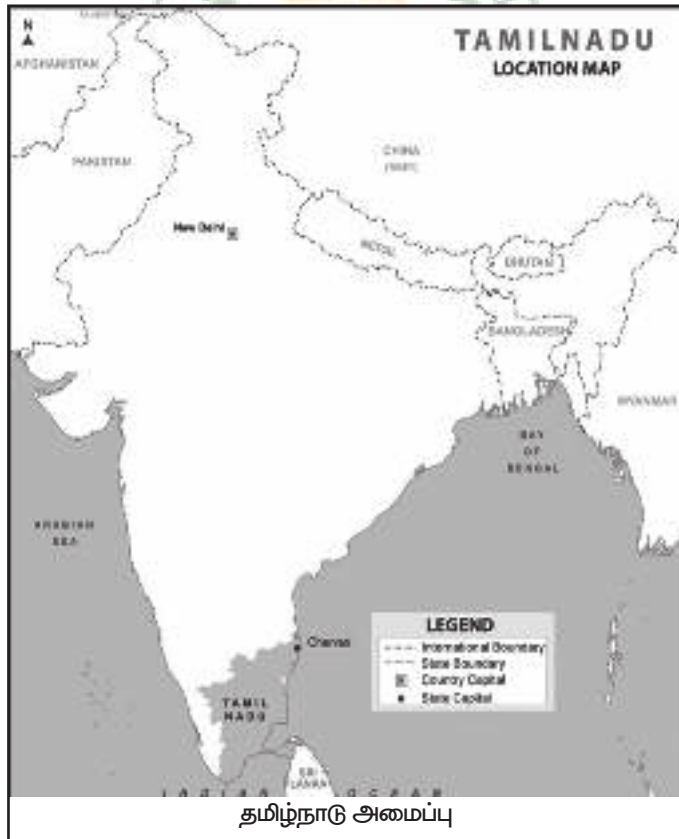 N
TAMILNADU
LOCATION MAP
AFGHANISTAN
CHINA
PAKISTAN
New Delhi
NEPAL
BHUTAN
BANGLADESH
MYANMAR
BAY
OF
BENGAL
ARABIAN
SEA
LEGEND
International Boundary
State Boundary
Country Capital
State Capital
Chennai
TAMIL
NADU
SRI
LANKA
INDIAN OCEAN
தமிழ்நாடு அமைப்பு